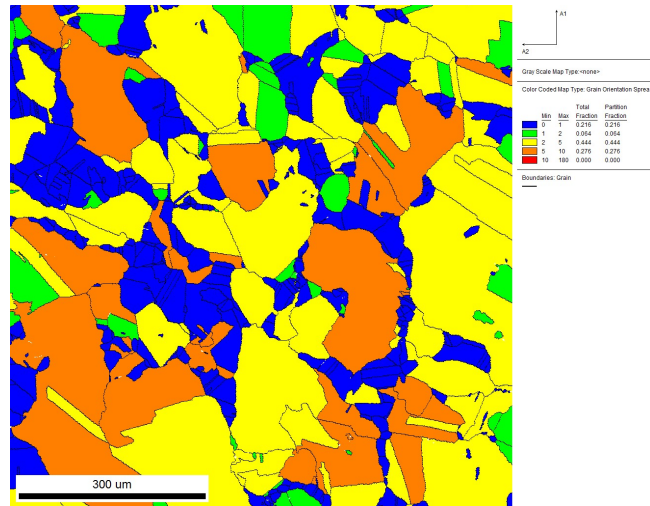 A1
A2
Gray Scale Map Type: <none>
Color Coded Map Type: Grain Orientation Sprea
Total Partition
Min Max Fraction Fraction
0 1 0.216 0.216
1 2 0.064 0.064
2 5 0.444 0.444
5 10 0.275 0.275
10 180 0.000 0.000
Boundaries: Grain
300 um